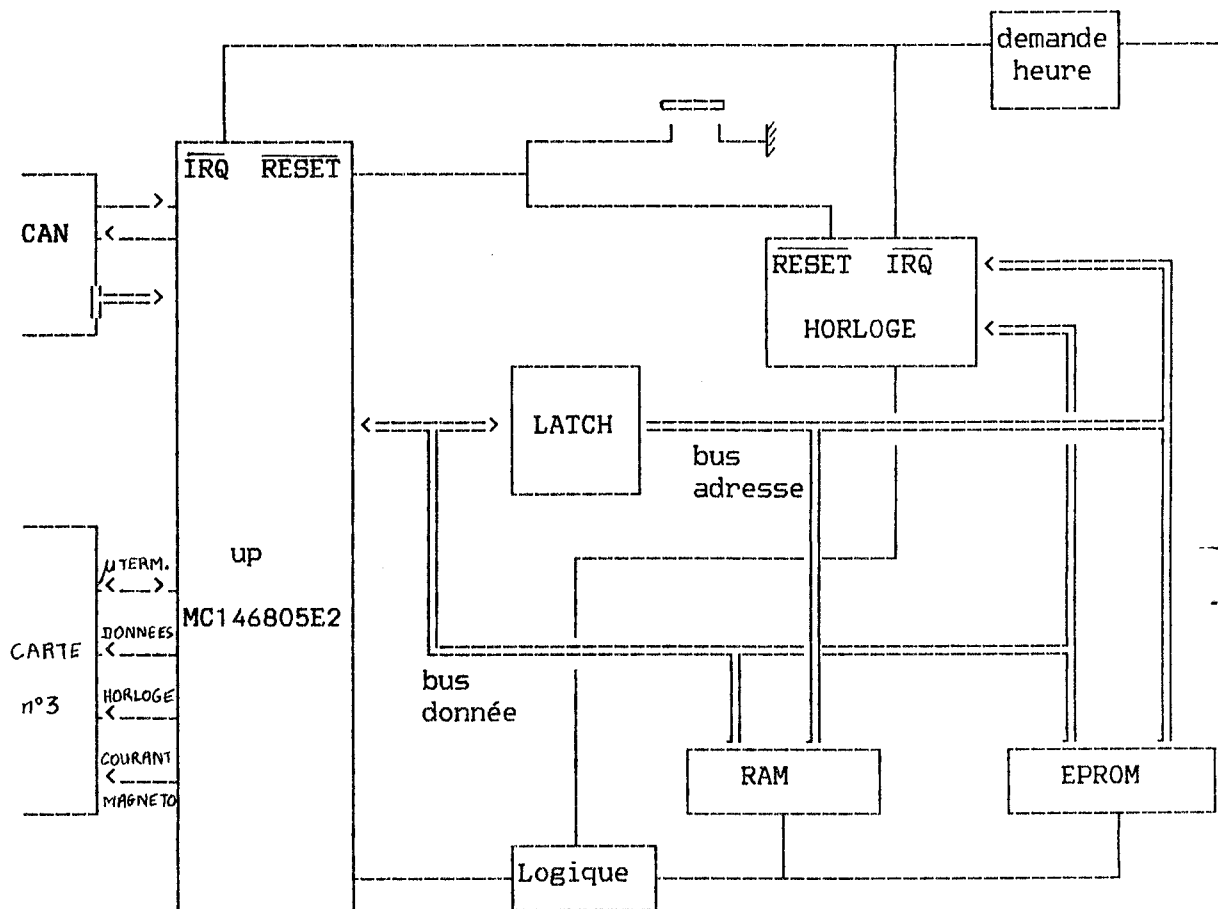 demande
heure
IRQ RESET
CAN
RESET IRQ
HORLOGE
LATCH
bus
adresse
up
MC146805E2
µTERM.
DONNEES
CARTE
n°3
HORLOGE
COURANT
MAGNETO
bus
donnée
RAM
EPROM
Logique